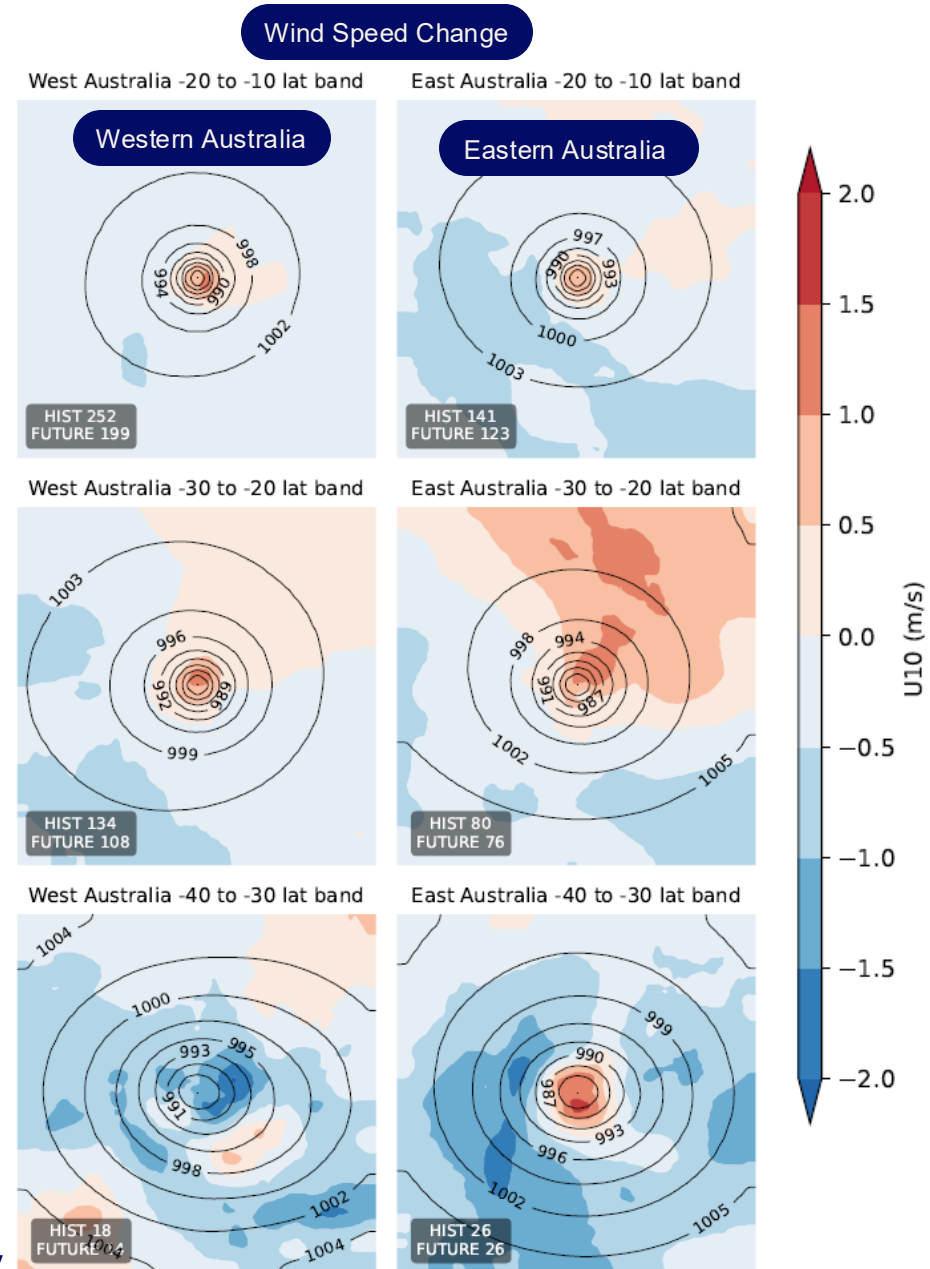 Wind Speed Change
West Australia -20 to -10 lat band
East Australia -20 to -10 lat band
Western Australia
Eastern Australia
998
994
990
1002
HIST 252
FUTURE 199
997
990
993
1000
1003
HIST 141
FUTURE 123
West Australia -30 to -20 lat band
East Australia -30 to -20 lat band
1003
996
992
989
999
HIST 134
FUTURE 108
998
994
991
987
1002
1005
HIST 80
FUTURE 76
West Australia -40 to -30 lat band
East Australia -40 to -30 lat band
1004
1000
993
995
991
998
1002
1004
1004
HIST 18
FUTURE
999
990
987
993
996
1002
1005
HIST 26
FUTURE 26
2.0
1.5
1.0
0.5
0.0
−0.5
−1.0
−1.5
−2.0
U10 (m/s)